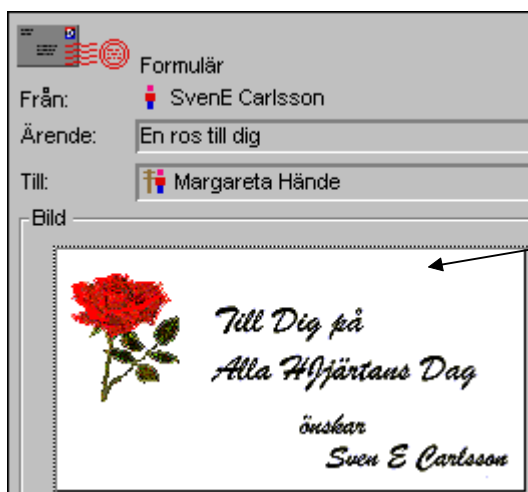 Formulär
Från: SvenE Carlsson
Ärende: En ros till dig
Till: Margareta Hände
Bild
Till Dig på
Alla HJjärtans Dag
önskar
Sven E Carlsson